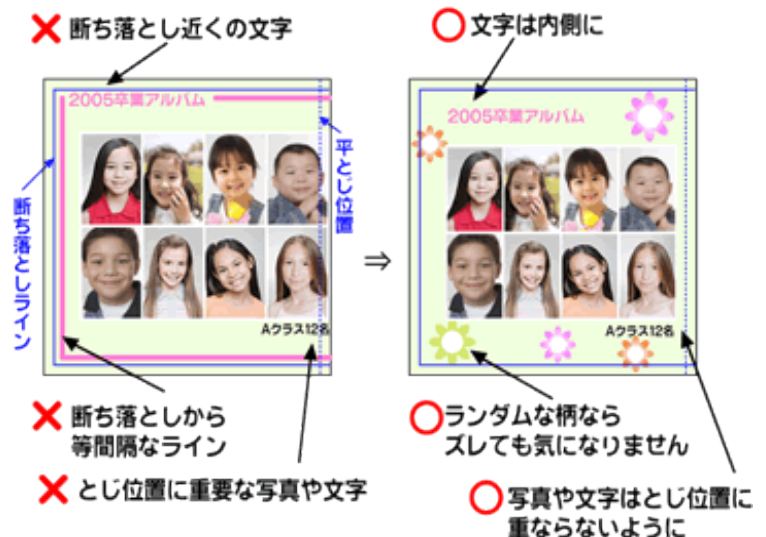 断ち落とし近くの文字
文字は内側に
2005卒業アルバム
2005卒業アルバム
平とじ位置
断ち落としライン
⇒
Aクラス12名
Aクラス12名
断ち落としから
等間隔なライン
ランダムな柄なら
ズレても気になりません
とじ位置に重要な写真や文字
写真や文字はとじ位置に
重ならないように